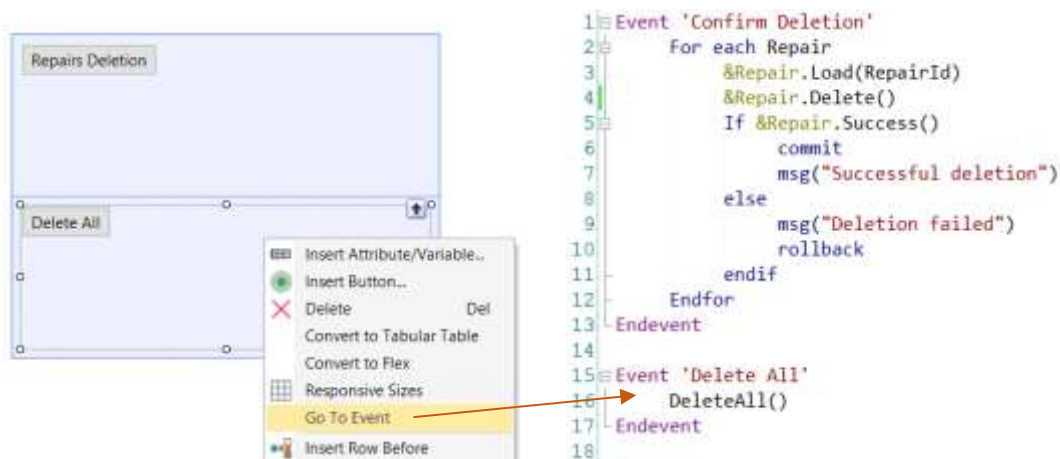 Repairs Deletion
Delete All
Insert Attribute/Variable...
Insert Button...
Delete Del
Convert to Tabular Table
Convert to Flex
Responsive Sizes
Go To Event
Insert Row Before
1 Event 'Confirm Deletion'
2 For each Repair
3 &Repair.Load(RepairId)
4 &Repair.Delete()
5 If &Repair.Success()
6 commit
7 msg("Successful deletion")
8 else
9 msg("Deletion failed")
10 rollback
11 endif
12 Endfor
13 Endevent
14
15 Event 'Delete All'
16 DeleteAll()
17 Endevent
18